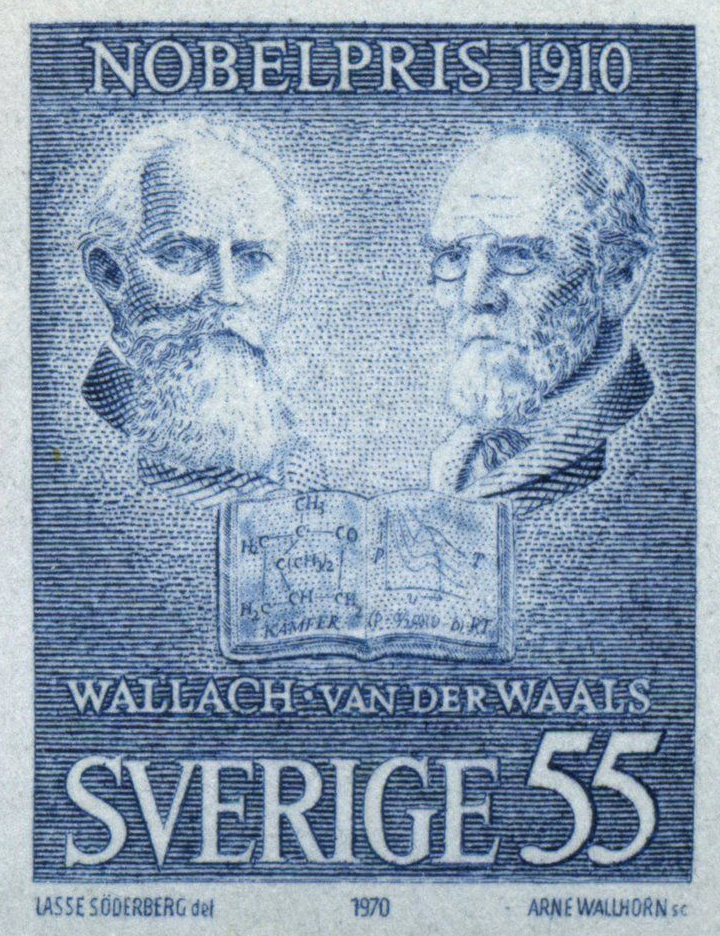 NOBELPRIS 1910
CH₃
H₂C C CO
C(CH₃)₂
P T
H₂C CH CH₂
v
KAMFER
WALLACH·VAN DER WAALS
SVERIGE 55
LASSE SÖDERBERG del 1970 ARNE WALLHORN sc